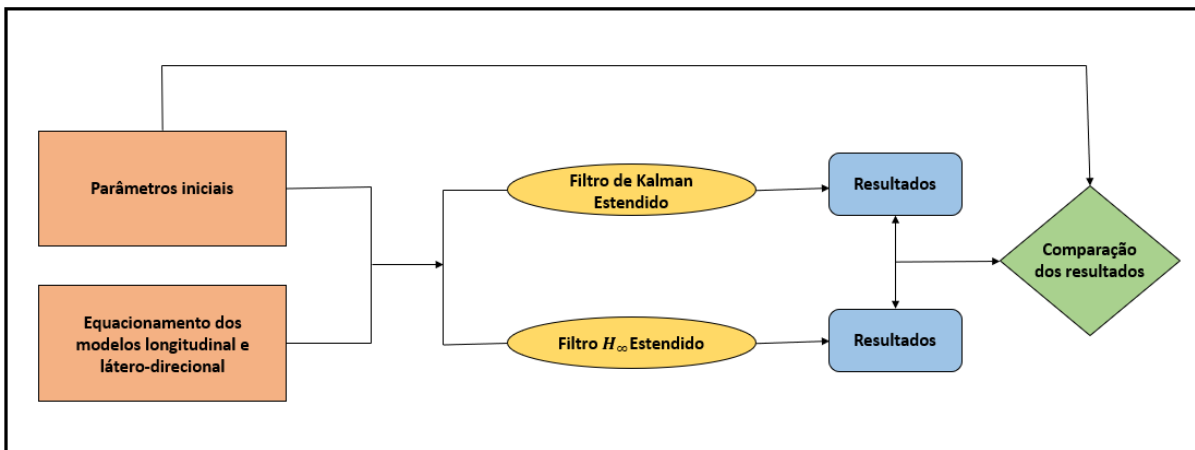 Parâmetros iniciais
Equacionamento dos
modelos longitudinal e
látero-direcional
Filtro de Kalman
Estendido
Filtro H∞ Estendido
Resultados
Resultados
Comparação
dos resultados